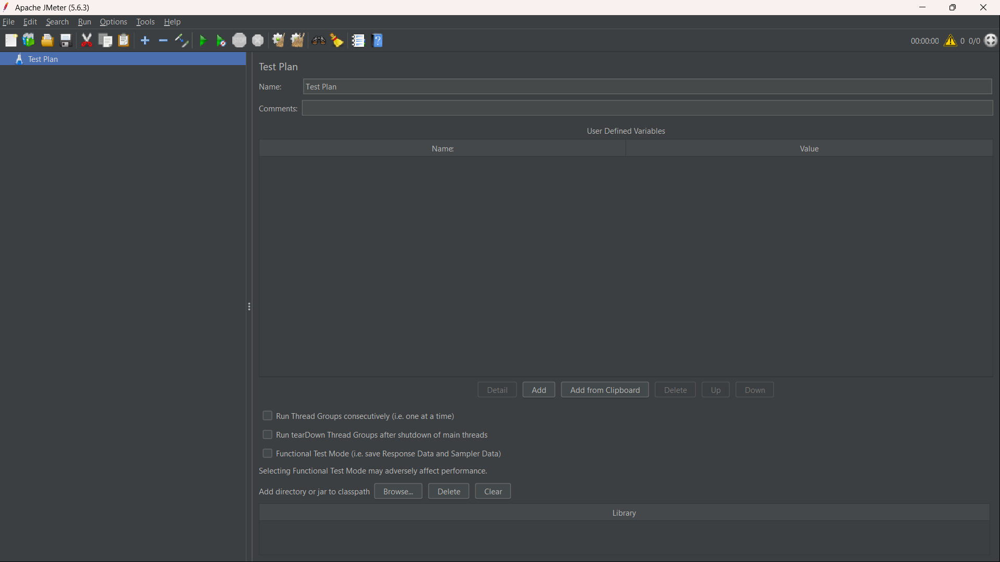 Apache JMeter (5.6.3)
File Edit Search Run Options Tools Help
STOP
?
00:00:00 0 0/0
Test Plan
Test Plan
Name: Test Plan
Comments:
User Defined Variables
Name: Value
Detail Add Add from Clipboard Delete Up Down
Run Thread Groups consecutively (i.e. one at a time)
Run tearDown Thread Groups after shutdown of main threads
Functional Test Mode (i.e. save Response Data and Sampler Data)
Selecting Functional Test Mode may adversely affect performance.
Add directory or jar to classpath Browse... Delete Clear
Library